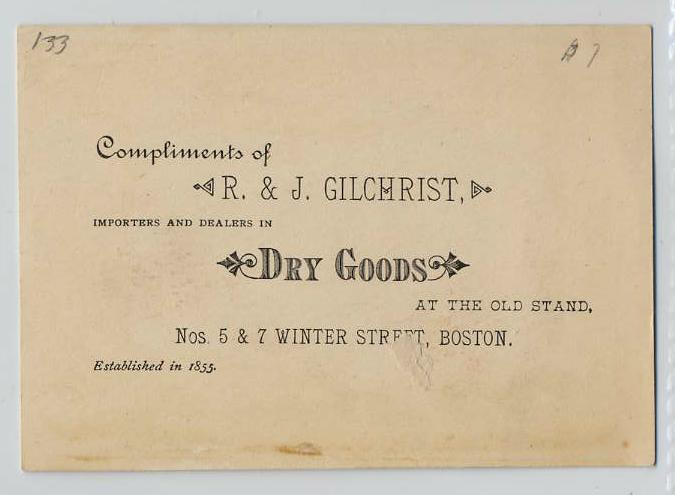 133
Compliments of
R. & J. GILCHRIST,
IMPORTERS AND DEALERS IN
DRY GOODS
AT THE OLD STAND,
Nos. 5 & 7 WINTER STREET, BOSTON.
Established in 1855.